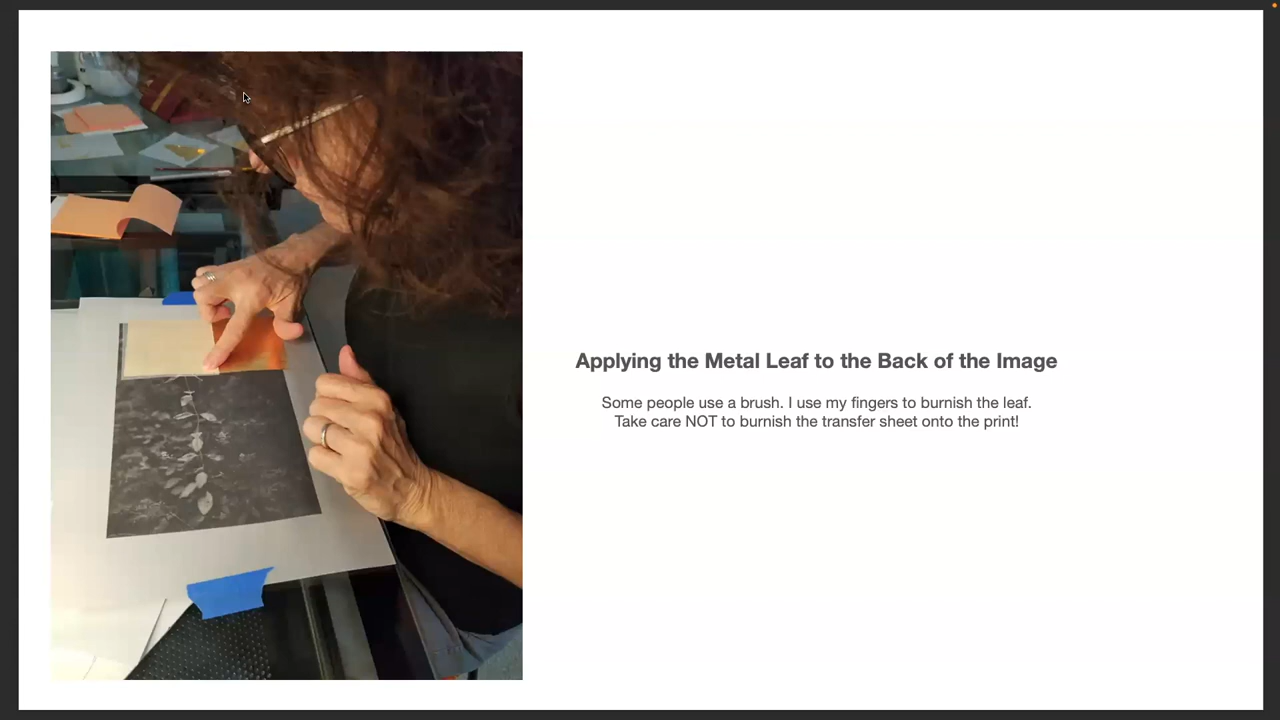 Applying the Metal Leaf to the Back of the Image
Some people use a brush. I use my fingers to burnish the leaf.
Take care NOT to burnish the transfer sheet onto the print!